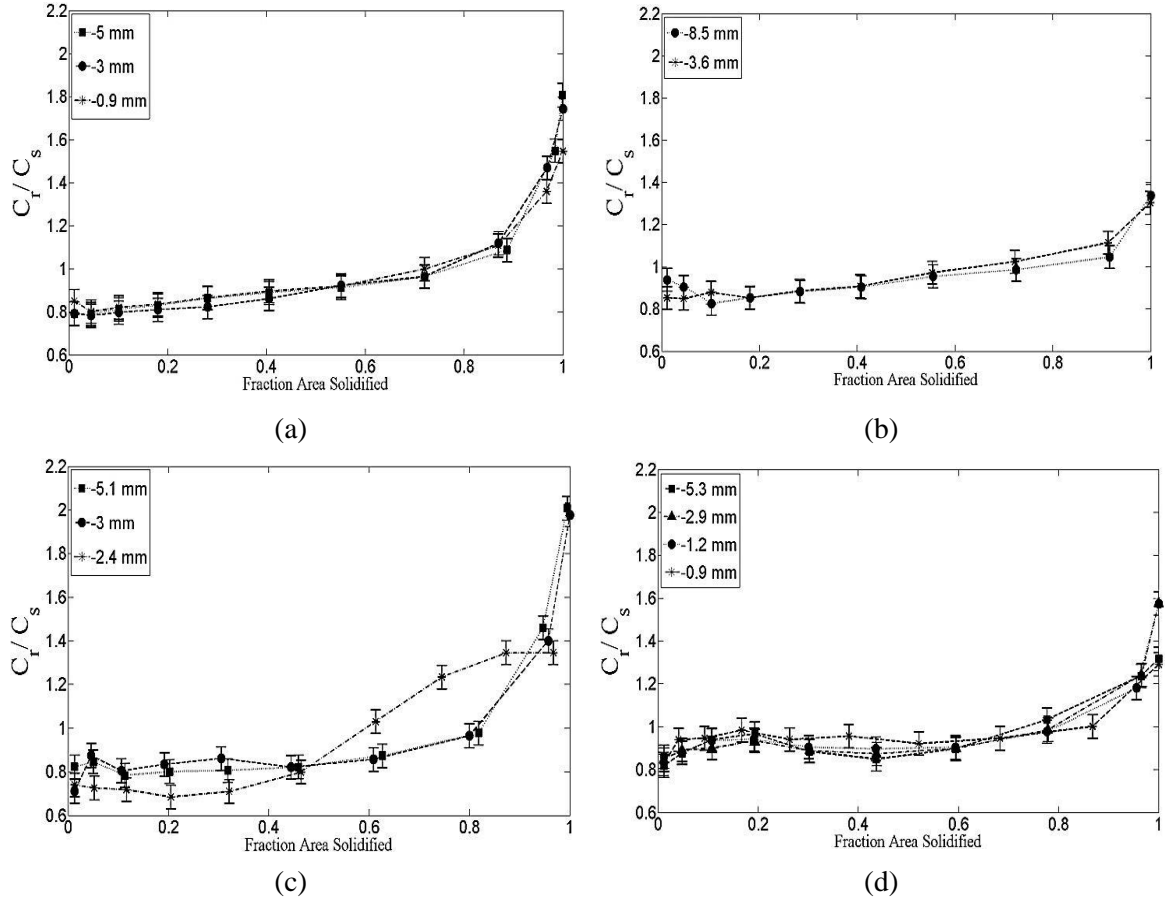 2.2
2
1.8
1.6
1.4
1.2
1
0.8
0.6
C_r / C_s
-5 mm
-3 mm
-0.9 mm
0 0.2 0.4 0.6 0.8 1
Fraction Area Solidified
(a)
2.2
2
1.8
1.6
1.4
1.2
1
0.8
0.6
C_r / C_s
-8.5 mm
-3.6 mm
0 0.2 0.4 0.6 0.8 1
Fraction Area Solidified
(b)
2.2
2
1.8
1.6
1.4
1.2
1
0.8
0.6
C_r / C_s
-5.1 mm
-3 mm
-2.4 mm
0 0.2 0.4 0.6 0.8 1
Fraction Area Solidified
(c)
2.2
2
1.8
1.6
1.4
1.2
1
0.8
0.6
C_r / C_s
-5.3 mm
-2.9 mm
-1.2 mm
-0.9 mm
0 0.2 0.4 0.6 0.8 1
Fraction Area Solidified
(d)